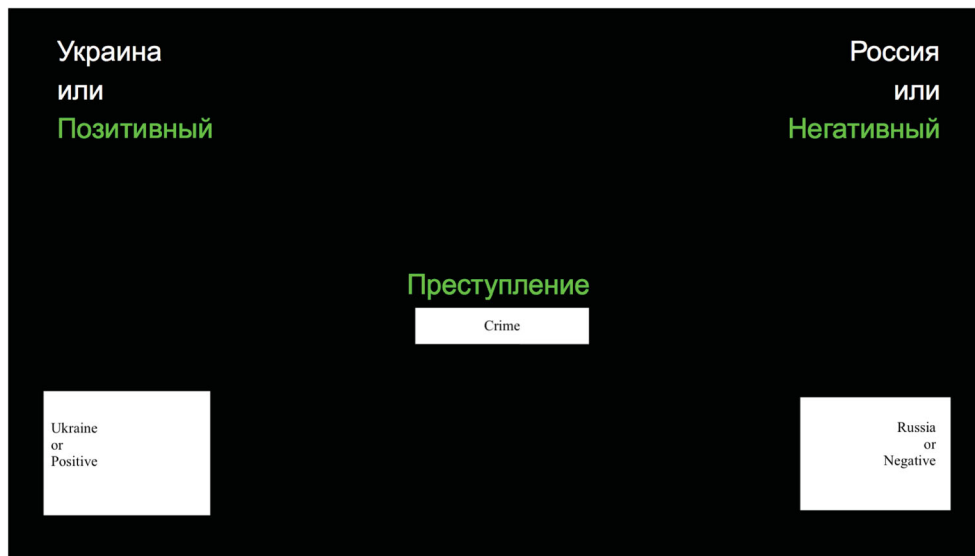 Украина
или
Позитивный
Россия
или
Негативный
Преступление
Crime
Ukraine
or
Positive
Russia
or
Negative